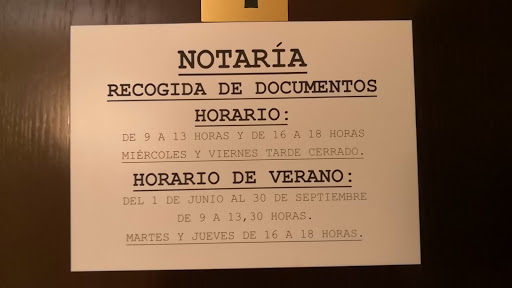 NOTARÍA
RECOGIDA DE DOCUMENTOS
HORARIO:
DE 9 A 13 HORAS Y DE 16 A 18 HORAS
MIÉRCOLES Y VIERNES TARDE CERRADO.
HORARIO DE VERANO:
DEL 1 DE JUNIO AL 30 DE SEPTIEMBRE
DE 9 A 13,30 HORAS.
MARTES Y JUEVES DE 16 A 18 HORAS.